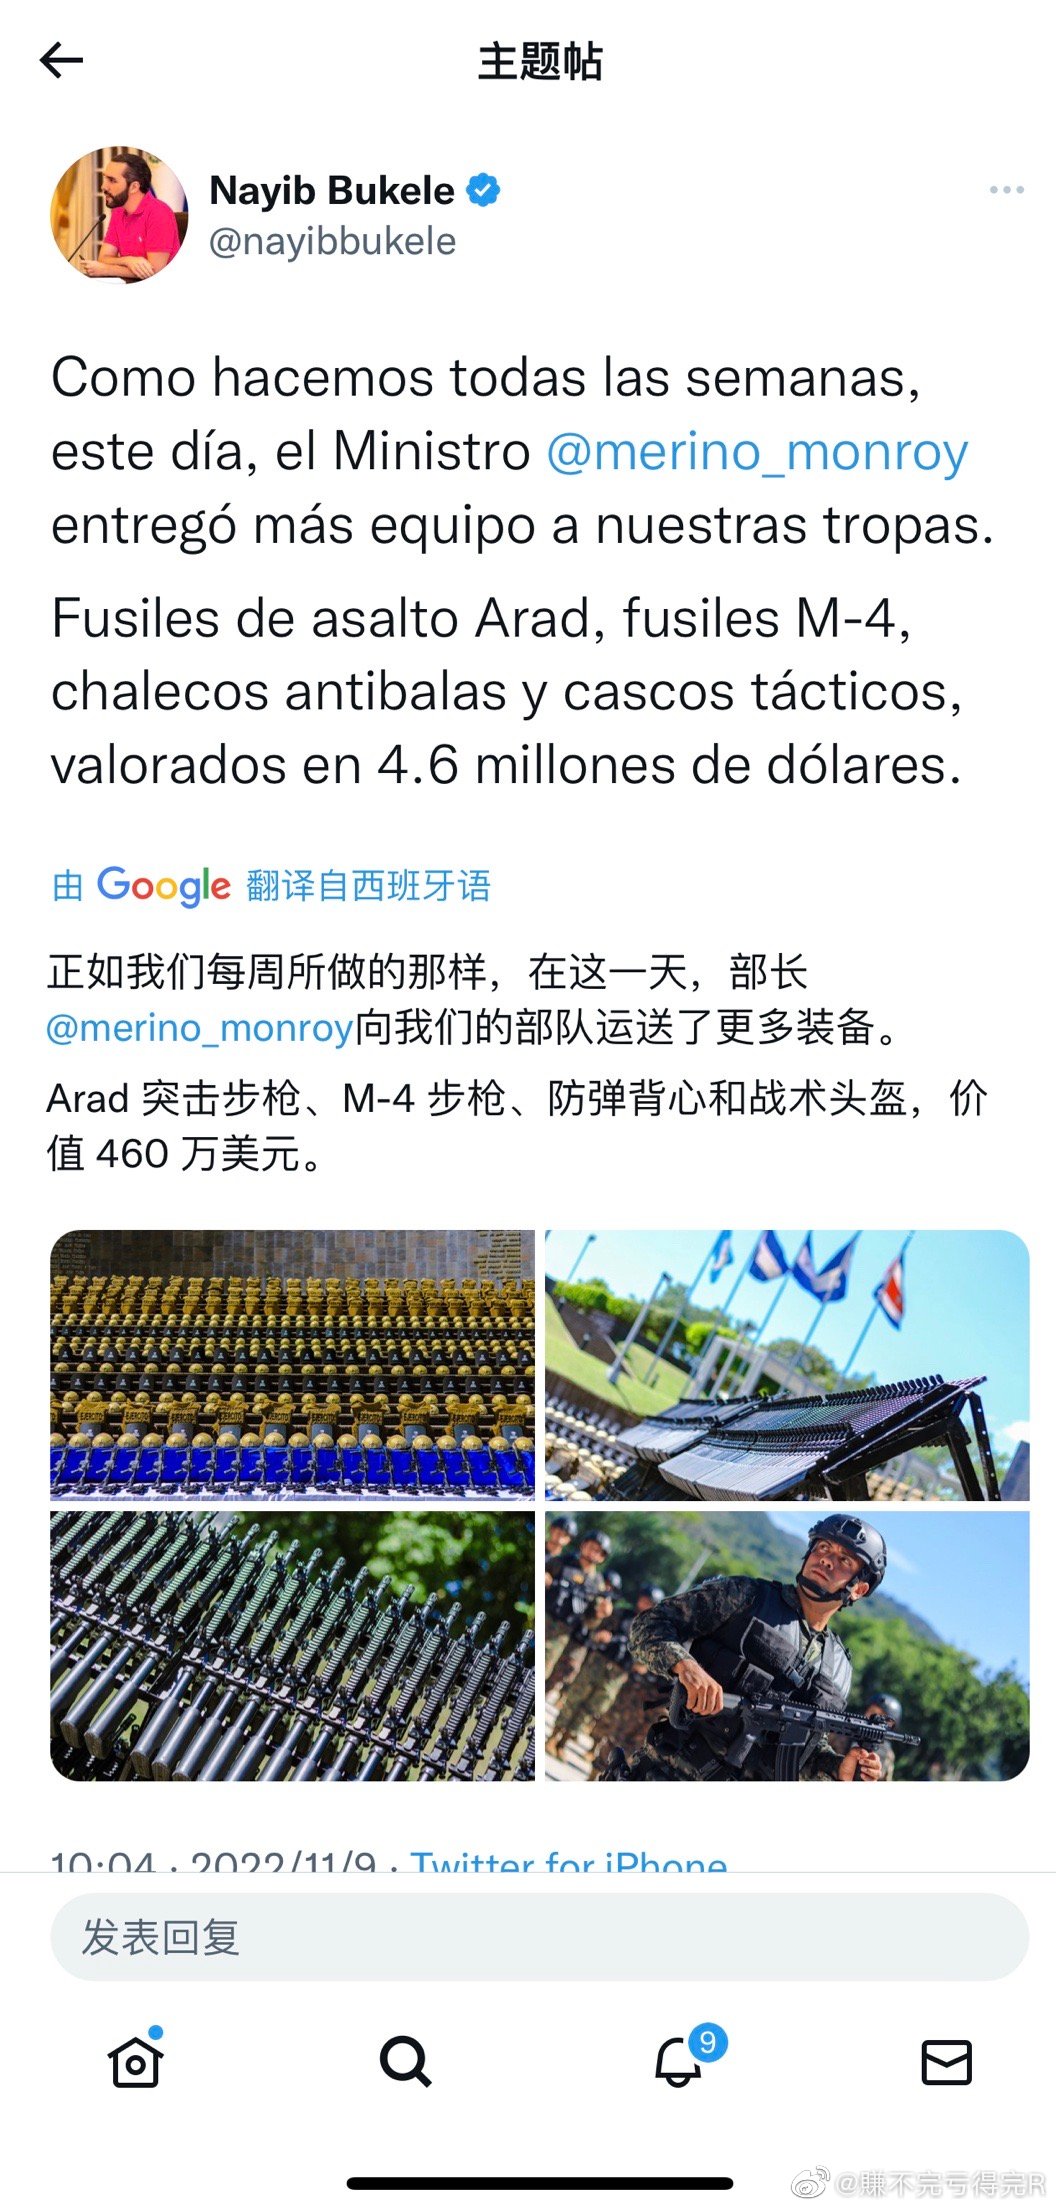 主题帖
Nayib Bukele
@nayibbukele
Como hacemos todas las semanas,
este día, el Ministro @merino_monroy
entregó más equipo a nuestras tropas.
Fusiles de asalto Arad, fusiles M-4,
chalecos antibalas y cascos tácticos,
valorados en 4.6 millones de dólares.
由 Google 翻译自西班牙语
正如我们每周所做的那样，在这一天，部长
@merino_monroy向我们的部队运送了更多装备。
Arad 突击步枪、M-4 步枪、防弹背心和战术头盔，价
值 460 万美元。
EJERCITO
10:04 · 2022/11/9 · Twitter for iPhone
发表回复
9
@賺不完亏得完R